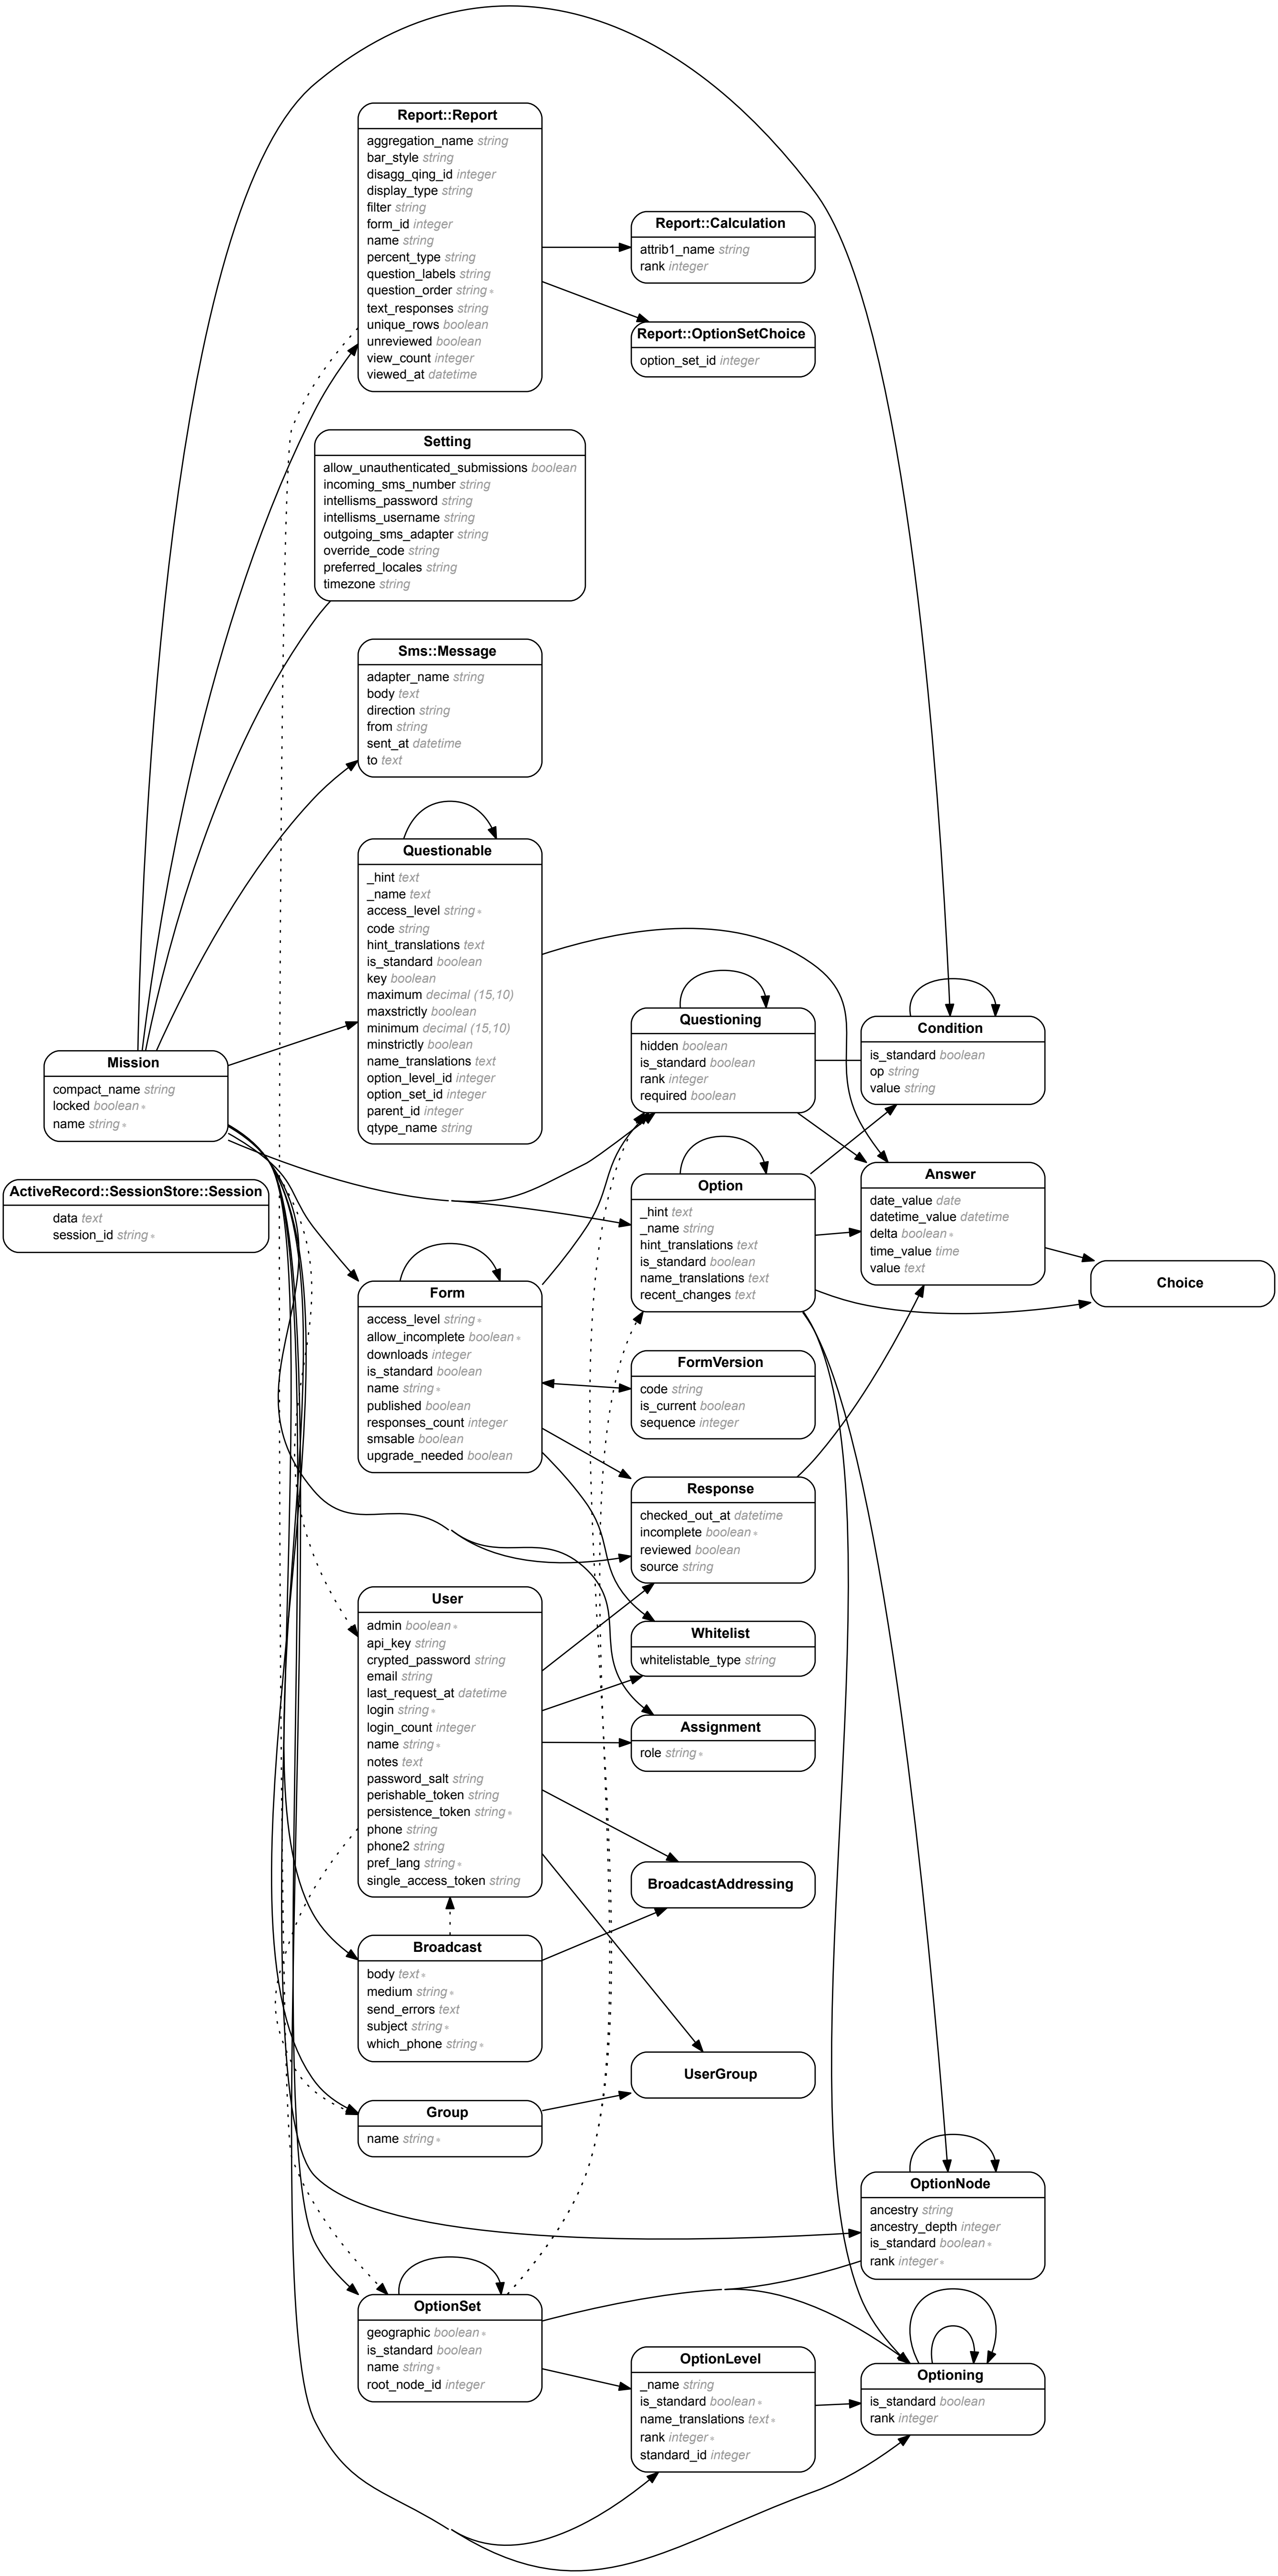 Report::Report
aggregation_name string
bar_style string
disagg_qing_id integer
display_type string
filter string
form_id integer
name string
percent_type string
question_labels string
question_order string ∗
text_responses string
unique_rows boolean
unreviewed boolean
view_count integer
viewed_at datetime
Report::Calculation
attrib1_name string
rank integer
Report::OptionSetChoice
option_set_id integer
Setting
allow_unauthenticated_submissions boolean
incoming_sms_number string
intellisms_password string
intellisms_username string
outgoing_sms_adapter string
override_code string
preferred_locales string
timezone string
Sms::Message
adapter_name string
body text
direction string
from string
sent_at datetime
to text
Questionable
_hint text
_name text
access_level string ∗
code string
hint_translations text
is_standard boolean
key boolean
maximum decimal (15,10)
maxstrictly boolean
minimum decimal (15,10)
minstrictly boolean
name_translations text
option_level_id integer
option_set_id integer
parent_id integer
qtype_name string
Questioning
hidden boolean
is_standard boolean
rank integer
required boolean
Condition
is_standard boolean
op string
value string
Mission
compact_name string
locked boolean ∗
name string ∗
ActiveRecord::SessionStore::Session
data text
session_id string ∗
Option
_hint text
_name string
hint_translations text
is_standard boolean
name_translations text
recent_changes text
Answer
date_value date
datetime_value datetime
delta boolean ∗
time_value time
value text
Choice
Form
access_level string ∗
allow_incomplete boolean ∗
downloads integer
is_standard boolean
name string ∗
published boolean
responses_count integer
smsable boolean
upgrade_needed boolean
FormVersion
code string
is_current boolean
sequence integer
Response
checked_out_at datetime
incomplete boolean ∗
reviewed boolean
source string
User
admin boolean ∗
api_key string
crypted_password string
email string
last_request_at datetime
login string ∗
login_count integer
name string ∗
notes text
password_salt string
perishable_token string
persistence_token string ∗
phone string
phone2 string
pref_lang string ∗
single_access_token string
Whitelist
whitelistable_type string
Assignment
role string ∗
BroadcastAddressing
Broadcast
body text ∗
medium string ∗
send_errors text
subject string ∗
which_phone string ∗
UserGroup
Group
name string ∗
OptionNode
ancestry string
ancestry_depth integer
is_standard boolean ∗
rank integer ∗
OptionSet
geographic boolean ∗
is_standard boolean
name string ∗
root_node_id integer
OptionLevel
_name string
is_standard boolean ∗
name_translations text ∗
rank integer ∗
standard_id integer
Optioning
is_standard boolean
rank integer